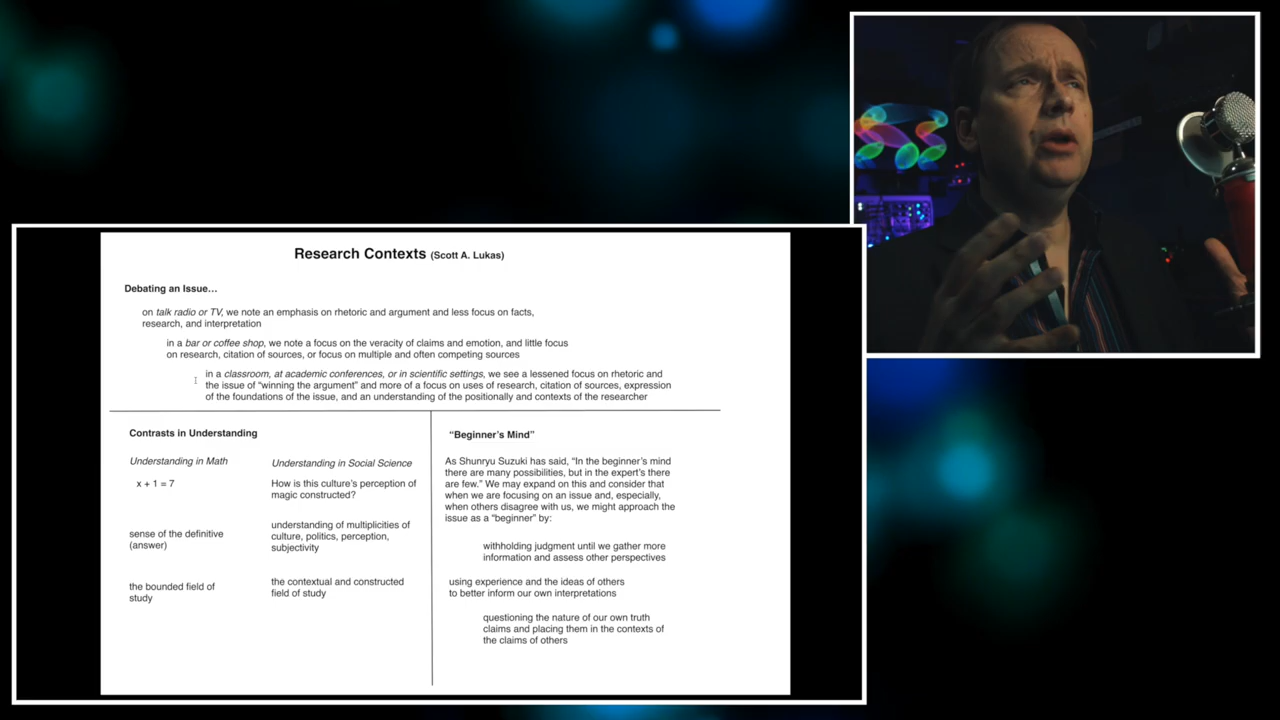 Research Contexts (Scott A. Lukas)
Debating an Issue…
on talk radio or TV, we note an emphasis on rhetoric and argument and less focus on facts,
research, and interpretation
in a bar or coffee shop, we note a focus on the veracity of claims and emotion, and little focus
on research, citation of sources, or focus on multiple and often competing sources
in a classroom, at academic conferences, or in scientific settings, we see a lessened focus on rhetoric and
the issue of “winning the argument” and more of a focus on uses of research, citation of sources, expression
of the foundations of the issue, and an understanding of the positionally and contexts of the researcher
Contrasts in Understanding
Understanding in Math
x + 1 = 7
sense of the definitive
(answer)
the bounded field of
study
Understanding in Social Science
How is this culture’s perception of
magic constructed?
understanding of multiplicities of
culture, politics, perception,
subjectivity
the contextual and constructed
field of study
“Beginner’s Mind”
As Shunryu Suzuki has said, “In the beginner’s mind
there are many possibilities, but in the expert’s there
are few.” We may expand on this and consider that
when we are focusing on an issue and, especially,
when others disagree with us, we might approach the
issue as a “beginner” by:
withholding judgment until we gather more
information and assess other perspectives
using experience and the ideas of others
to better inform our own interpretations
questioning the nature of our own truth
claims and placing them in the contexts of
the claims of others